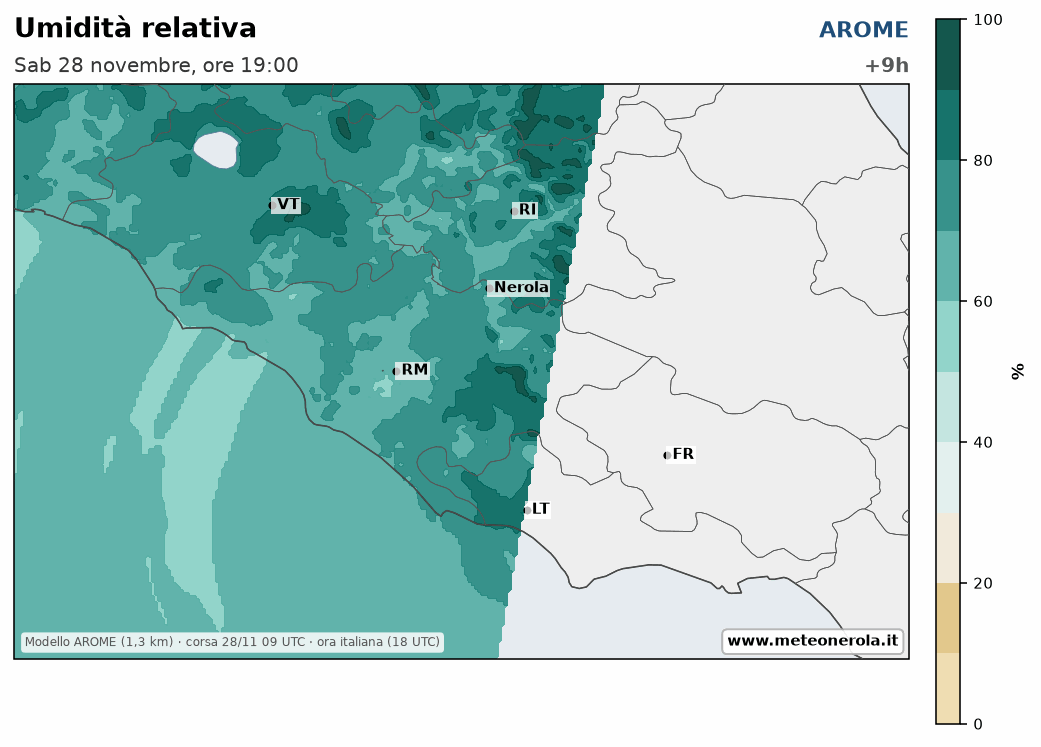 Umidità relativa
AROME
Sab 28 novembre, ore 19:00
+9h
100
80
60
40
20
0
%
VT
RI
Nerola
RM
FR
LT
Modello AROME (1,3 km) · corsa 28/11 09 UTC · ora italiana (18 UTC)
www.meteonerola.it